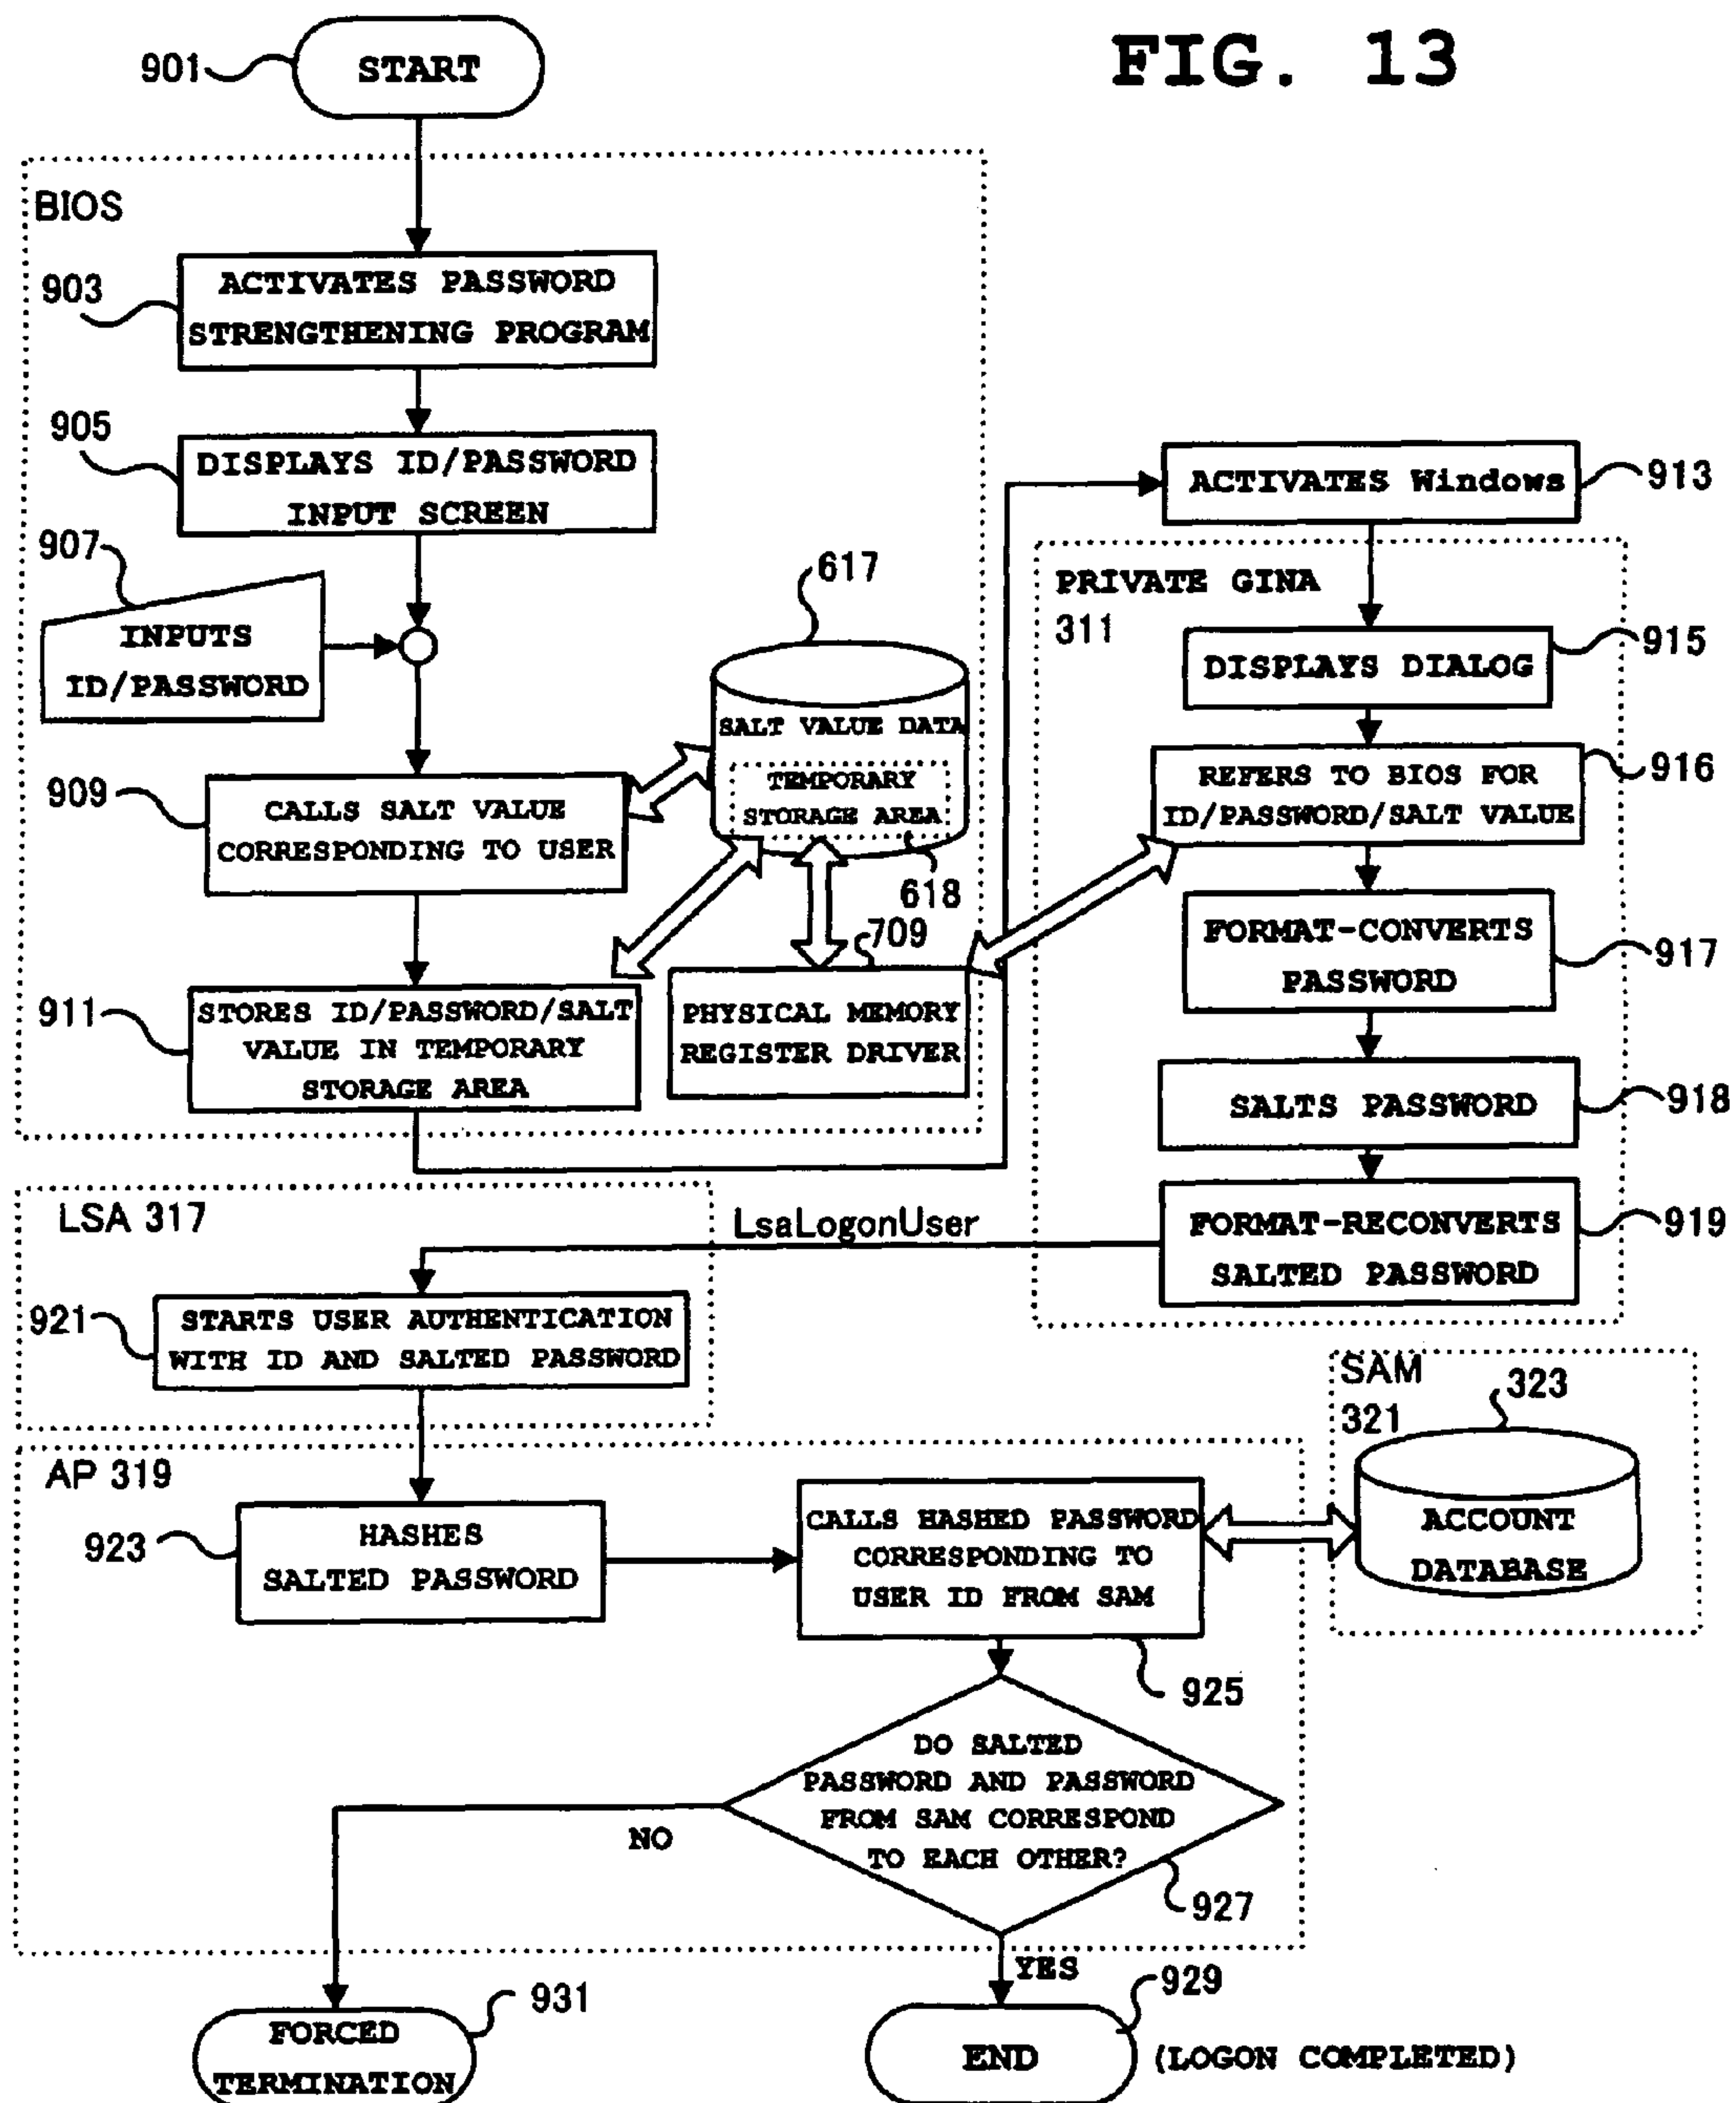 FIG. 13
901
START
BIOS
903
ACTIVATES PASSWORD
STRENGTHENING PROGRAM
905
DISPLAYS ID/PASSWORD
INPUT SCREEN
907
INPUTS
ID/PASSWORD
617
SALT VALUE DATA
TEMPORARY
STORAGE AREA
618
909
CALLS SALT VALUE
CORRESPONDING TO USER
709
PHYSICAL MEMORY
REGISTER DRIVER
911
STORES ID/PASSWORD/SALT
VALUE IN TEMPORARY
STORAGE AREA
ACTIVATES Windows
913
PRIVATE GINA
311
DISPLAYS DIALOG
915
REFERS TO BIOS FOR
ID/PASSWORD/SALT VALUE
916
FORMAT-CONVERTS
PASSWORD
917
SALTS PASSWORD
918
FORMAT-RECONVERTS
SALTED PASSWORD
919
LSA 317
LsaLogonUser
921
STARTS USER AUTHENTICATION
WITH ID AND SALTED PASSWORD
SAM
321
323
ACCOUNT
DATABASE
AP 319
923
HASHES
SALTED PASSWORD
CALLS HASHED PASSWORD
CORRESPONDING TO
USER ID FROM SAM
925
DO SALTED
PASSWORD AND PASSWORD
FROM SAM CORRESPOND
TO EACH OTHER?
927
NO
YES
931
FORCED
TERMINATION
929
END
(LOGON COMPLETED)